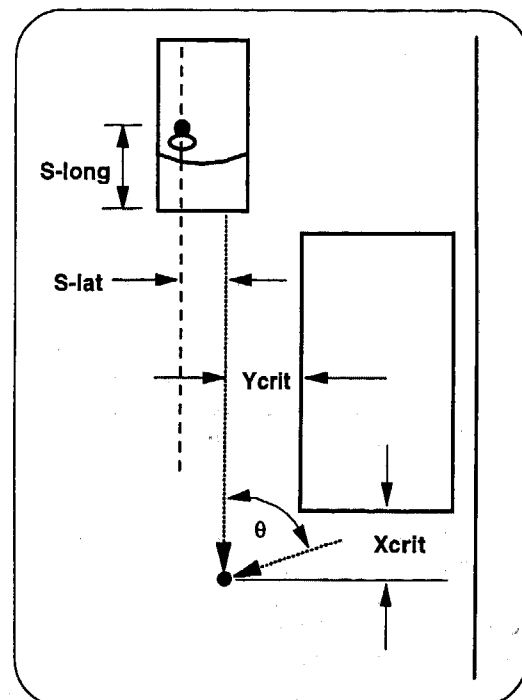 S-long
S-lat
Ycrit
θ
Xcrit